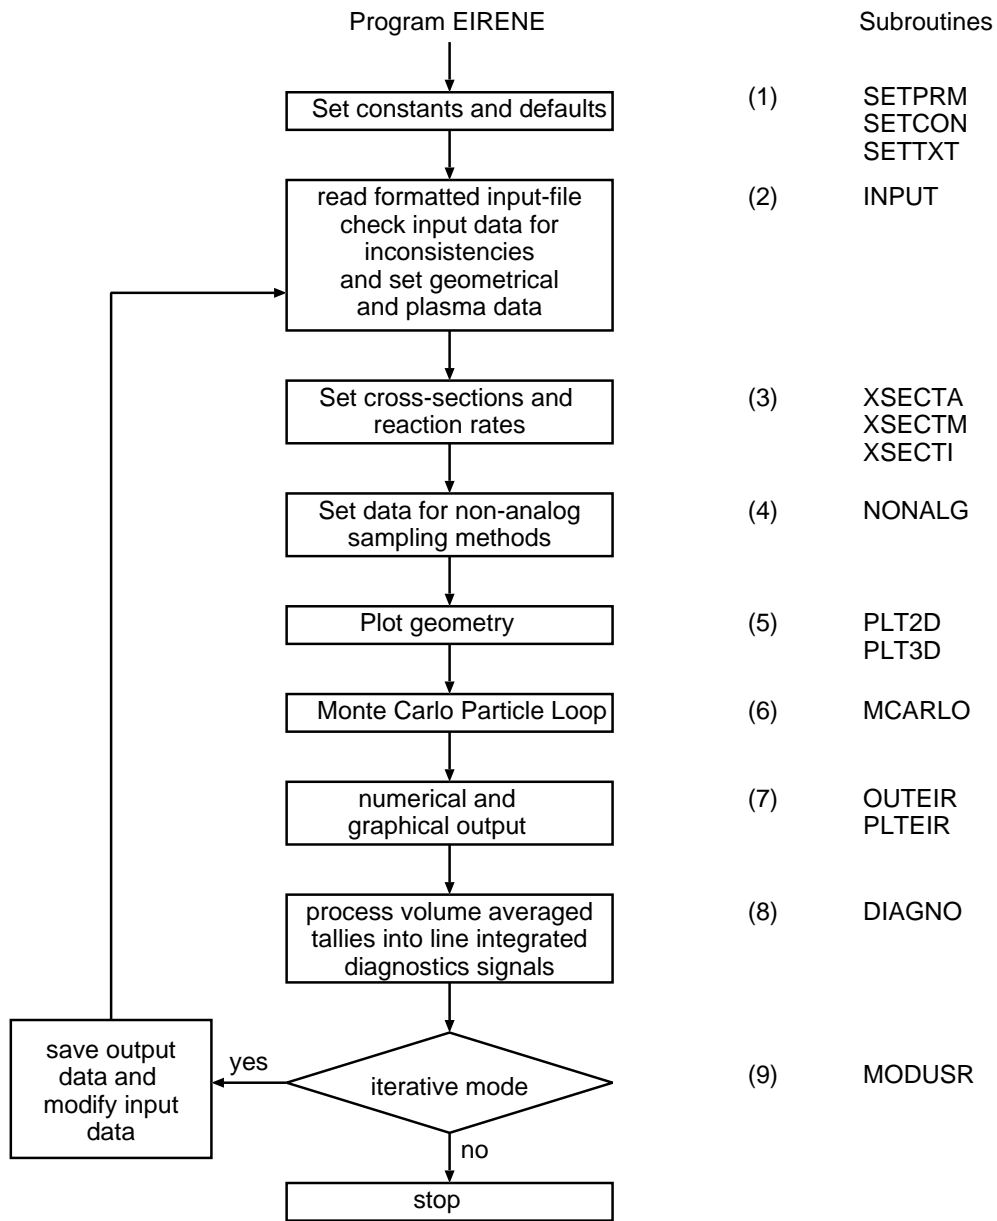 Program EIRENE
Subroutines
Set constants and defaults
(1)
SETPRM
SETCON
SETTXT
read formatted input-file
check input data for
inconsistencies
and set geometrical
and plasma data
(2)
INPUT
Set cross-sections and
reaction rates
(3)
XSECTA
XSECTM
XSECTI
Set data for non-analog
sampling methods
(4)
NONALG
Plot geometry
(5)
PLT2D
PLT3D
Monte Carlo Particle Loop
(6)
MCARLO
numerical and
graphical output
(7)
OUTEIR
PLTEIR
process volume averaged
tallies into line integrated
diagnostics signals
(8)
DIAGNO
save output
data and
modify input
data
yes
iterative mode
(9)
MODUSR
no
stop